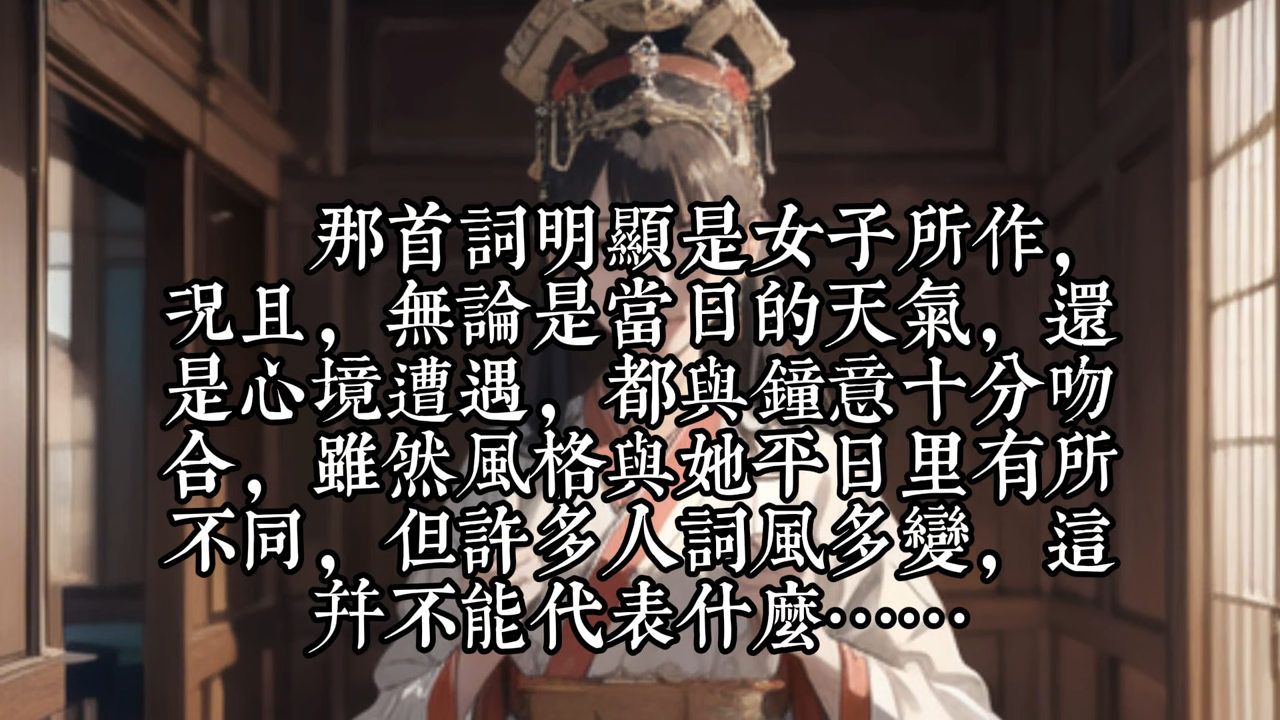 那首詞明顯是女子所作，
况且，無論是當日的天氣，還
是心境遭遇，都與鐘意十分吻
合，雖然風格與她平日里有所
不同，但許多人詞風多變，這
并不能代表什麼……